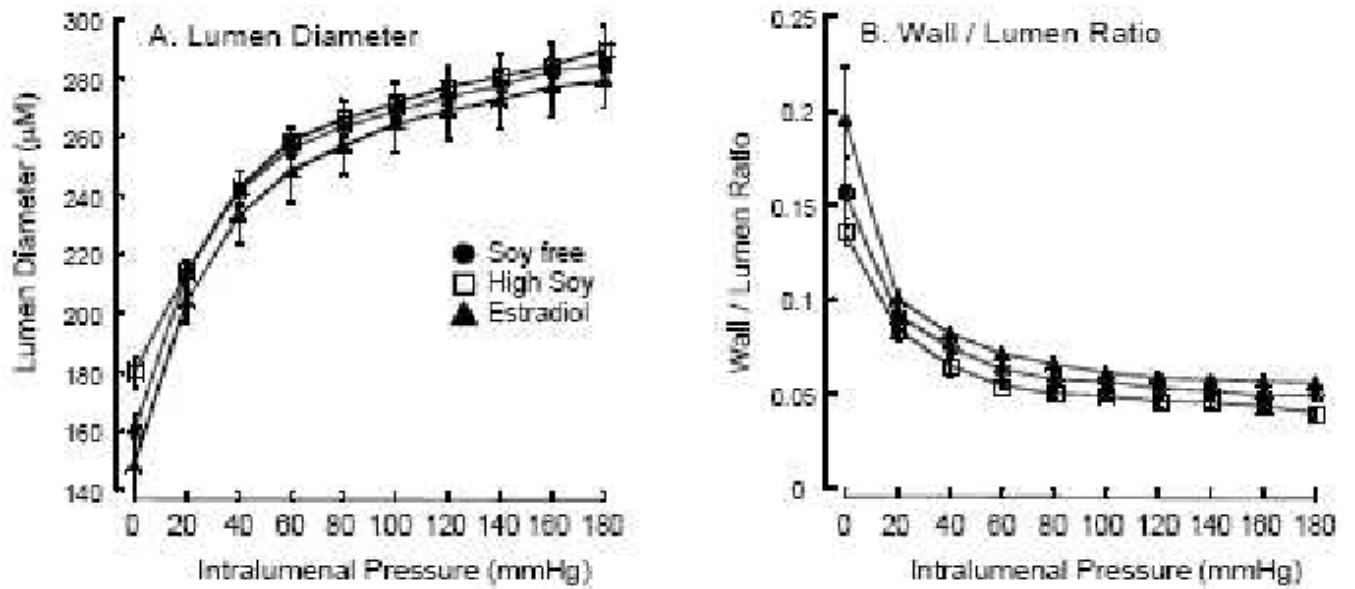 A. Lumen Diameter
300
280
260
240
220
200
180
160
140
Lumen Diameter (µM)
Soy free
High Soy
Estradiol
0 20 40 60 80 100 120 140 160 180
Intralumenal Pressure (mmHg)
B. Wall / Lumen Ratio
0.25
0.2
0.15
0.1
0.05
0
Wall / Lumen Ratio
0 20 40 60 80 100 120 140 160 180
Intralumenal Pressure (mmHg)